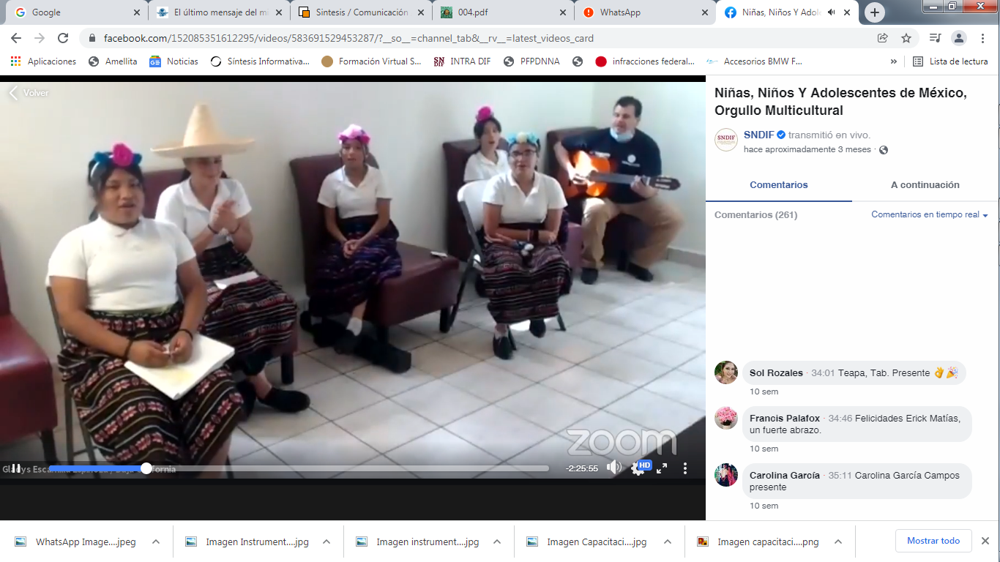 Google
El último mensaje del m
Sintesis / Comunicación
004.pdf
WhatsApp
Niñas, Niños Y Adole
facebook.com/152085351612295/videos/583691529453287/?__so__=channel_tab&__rv__=latest_videos_card
Aplicaciones
Amellita
Noticias
Síntesis Informativa...
Formación Virtual S...
INTRA DIF
PFPDNNA
infracciones federal...
Accesorios BMW F...
»
Lista de lectura
Volver
Niñas, Niños Y Adolescentes de México,
Orgullo Multicultural
SNDIF
SNDIF transmitió en vivo.
hace aproximadamente 3 meses ·
Comentarios
A continuación
Comentarios (261)
Comentarios en tiempo real
Sol Rozales · 34:01 Teapa, Tab. Presente 👌🎉
10 sem
Francis Palafox · 34:46 Felicidades Erick Matías,
un fuerte abrazo.
10 sem
Carolina García · 35:11 Carolina García Campos
presente
10 sem
zoom
Gladys
-2:25:55
HD
WhatsApp Image....jpeg
Imagen Instrument....jpg
Imagen instrument....jpg
Imagen Capacitaci....jpg
Imagen capacitaci....png
Mostrar todo